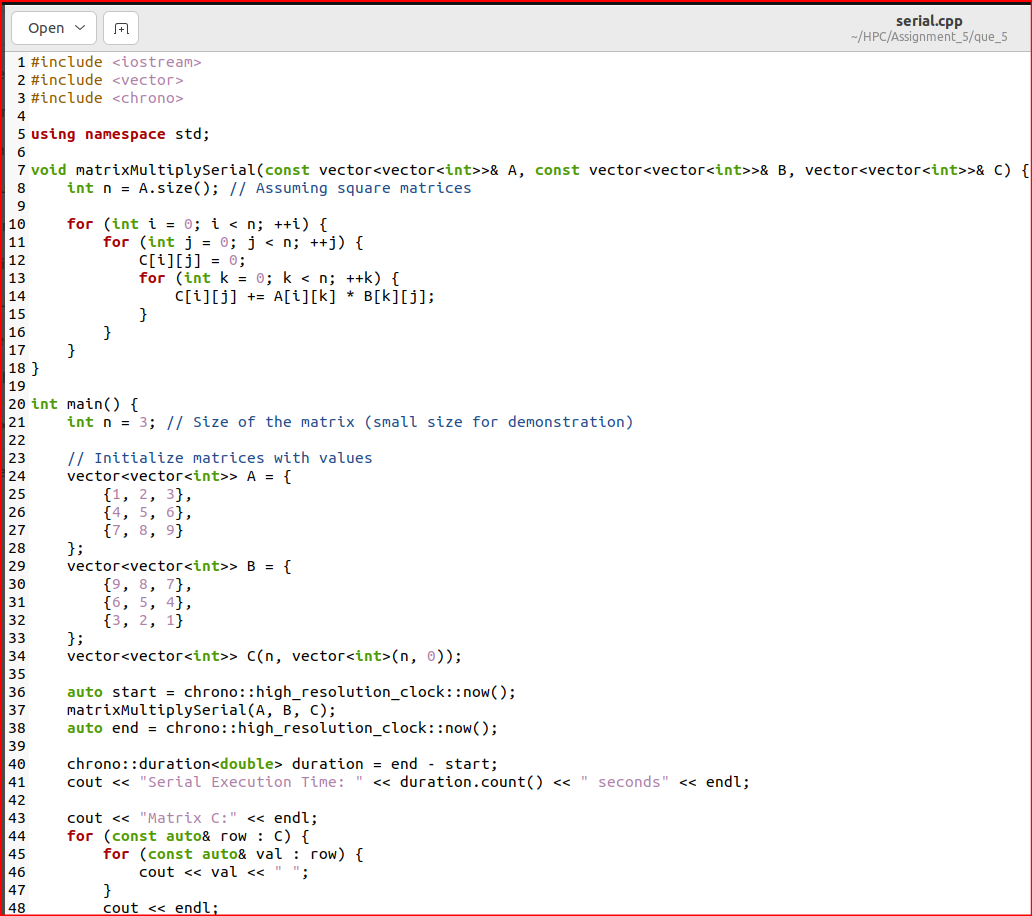 Open
serial.cpp
~/HPC/Assignment_5/que_5
1 #include <iostream>
2 #include <vector>
3 #include <chrono>
4
5 using namespace std;
6
7 void matrixMultiplySerial(const vector<vector<int>>& A, const vector<vector<int>>& B, vector<vector<int>>& C) {
8     int n = A.size(); // Assuming square matrices
9
10     for (int i = 0; i < n; ++i) {
11         for (int j = 0; j < n; ++j) {
12             C[i][j] = 0;
13             for (int k = 0; k < n; ++k) {
14                 C[i][j] += A[i][k] * B[k][j];
15             }
16         }
17     }
18 }
19
20 int main() {
21     int n = 3; // Size of the matrix (small size for demonstration)
22
23     // Initialize matrices with values
24     vector<vector<int>> A = {
25         {1, 2, 3},
26         {4, 5, 6},
27         {7, 8, 9}
28     };
29     vector<vector<int>> B = {
30         {9, 8, 7},
31         {6, 5, 4},
32         {3, 2, 1}
33     };
34     vector<vector<int>> C(n, vector<int>(n, 0));
35
36     auto start = chrono::high_resolution_clock::now();
37     matrixMultiplySerial(A, B, C);
38     auto end = chrono::high_resolution_clock::now();
39
40     chrono::duration<double> duration = end - start;
41     cout << "Serial Execution Time: " << duration.count() << " seconds" << endl;
42
43     cout << "Matrix C:" << endl;
44     for (const auto& row : C) {
45         for (const auto& val : row) {
46             cout << val << " ";
47         }
48         cout << endl;